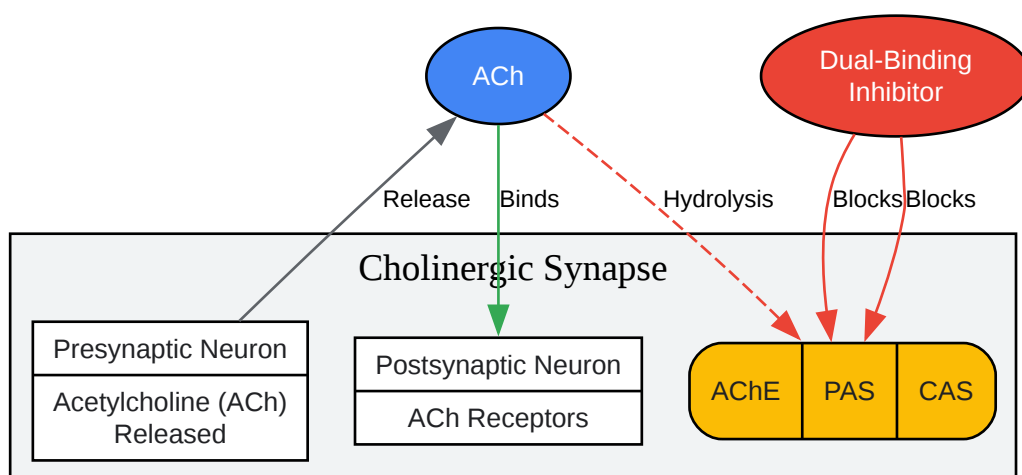 ACh
Dual-Binding
Inhibitor
Release
Binds
Hydrolysis
Blocks
Blocks
Cholinergic Synapse
Presynaptic Neuron
Acetylcholine (ACh)
Released
Postsynaptic Neuron
ACh Receptors
AChE
PAS
CAS